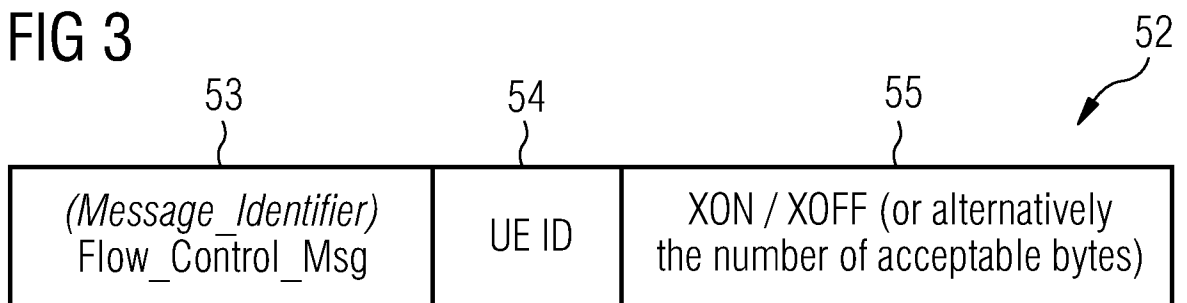 FIG 3
52
53
54
55
(Message_Identifier)
Flow_Control_Msg
UE ID
XON / XOFF (or alternatively
the number of acceptable bytes)